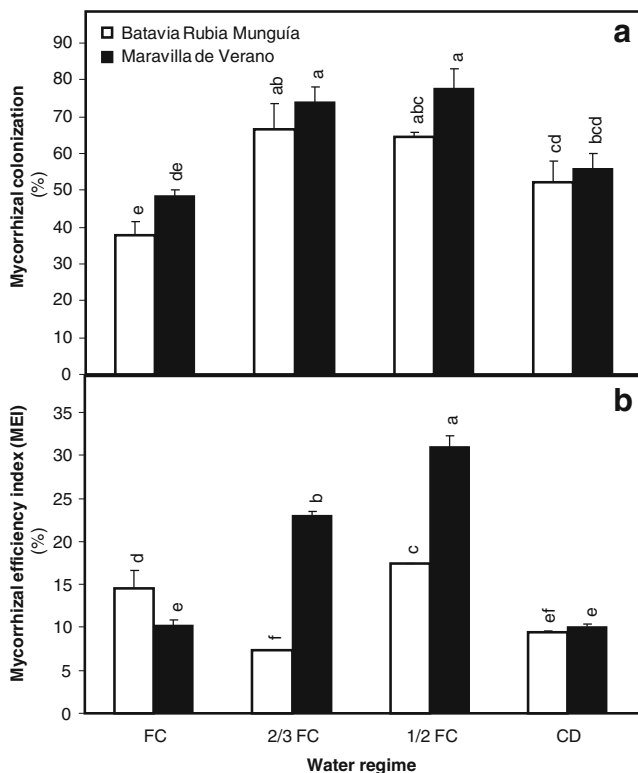 a
Batavia Rubia Munguía
Maravilla de Verano
Mycorrhizal colonization
(%)
90
80
70
60
50
40
30
20
10
0
e
de
ab
a
abc
a
cd
bcd
b
Mycorrhizal efficiency index (MEI)
(%)
35
30
25
20
15
10
5
0
d
e
f
b
c
a
ef
e
FC
2/3 FC
1/2 FC
CD
Water regime